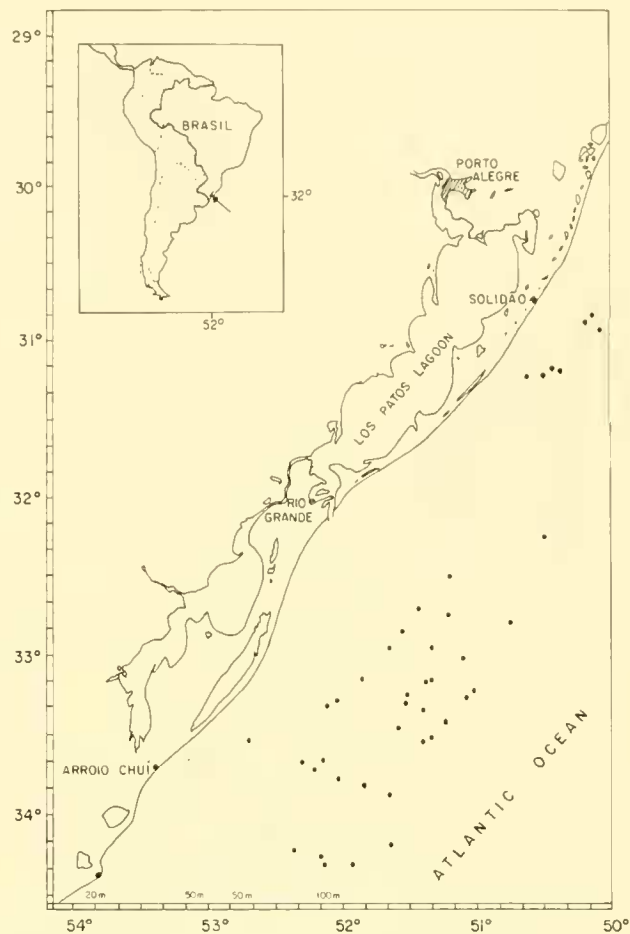 29°
30°
31°
32°
33°
34°
BRASIL
32°
52°
PORTO
ALEGRE
SOLIDÃO
LOS PATOS LAGOON
RIO
GRANDE
ARROIO CHUÍ
ATLANTIC OCEAN
20m
50m
50m
100m
54°
53°
52°
51°
50°